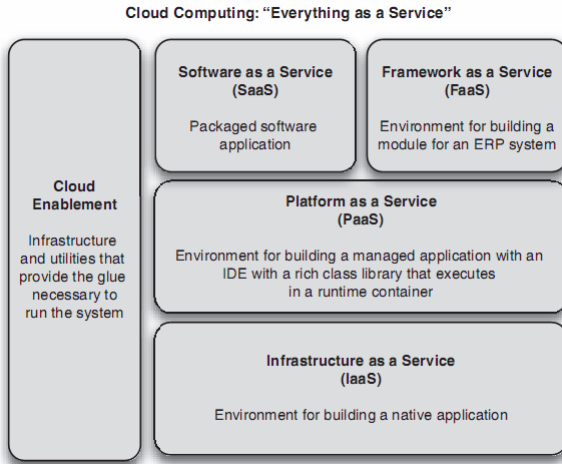 Cloud Computing: “Everything as a Service”
Cloud
Enablement
Infrastructure
and utilities that
provide the glue
necessary to
run the system
Software as a Service
(SaaS)
Packaged software
application
Framework as a Service
(FaaS)
Environment for building a
module for an ERP system
Platform as a Service
(PaaS)
Environment for building a managed application with an
IDE with a rich class library that executes
in a runtime container
Infrastructure as a Service
(IaaS)
Environment for building a native application